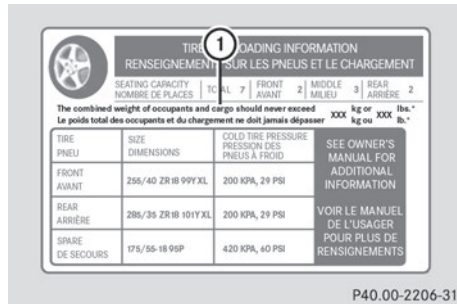 1
TIRE LOADING INFORMATION
RENSEIGNEMENT SUR LES PNEUS ET LE CHARGEMENT
SEATING CAPACITY
NOMBRE DE PLACES
TOTAL 7
FRONT
AVANT 2
MIDDLE
MILIEU 3
REAR
ARRIÈRE 2
The combined weight of occupants and cargo should never exceed XXX kg or XXX lbs.*
Le poids total des occupants et du chargement ne doit jamais dépasser XXX kg ou XXX lb.*
TIRE
PNEU
SIZE
DIMENSIONS
COLD TIRE PRESSURE
PRESSION DES
PNEUS À FROID
SEE OWNER'S
MANUAL FOR
ADDITIONAL
INFORMATION
FRONT
AVANT
255/40 ZR18 99Y XL
200 KPA, 29 PSI
REAR
ARRIÈRE
285/35 ZR18 101Y XL
200 KPA, 29 PSI
VOIR LE MANUEL
DE L'USAGER
POUR PLUS DE
RENSIGNEMENTS
SPARE
DE SECOURS
175/55-18 95P
420 KPA, 60 PSI
P40.00-2206-31